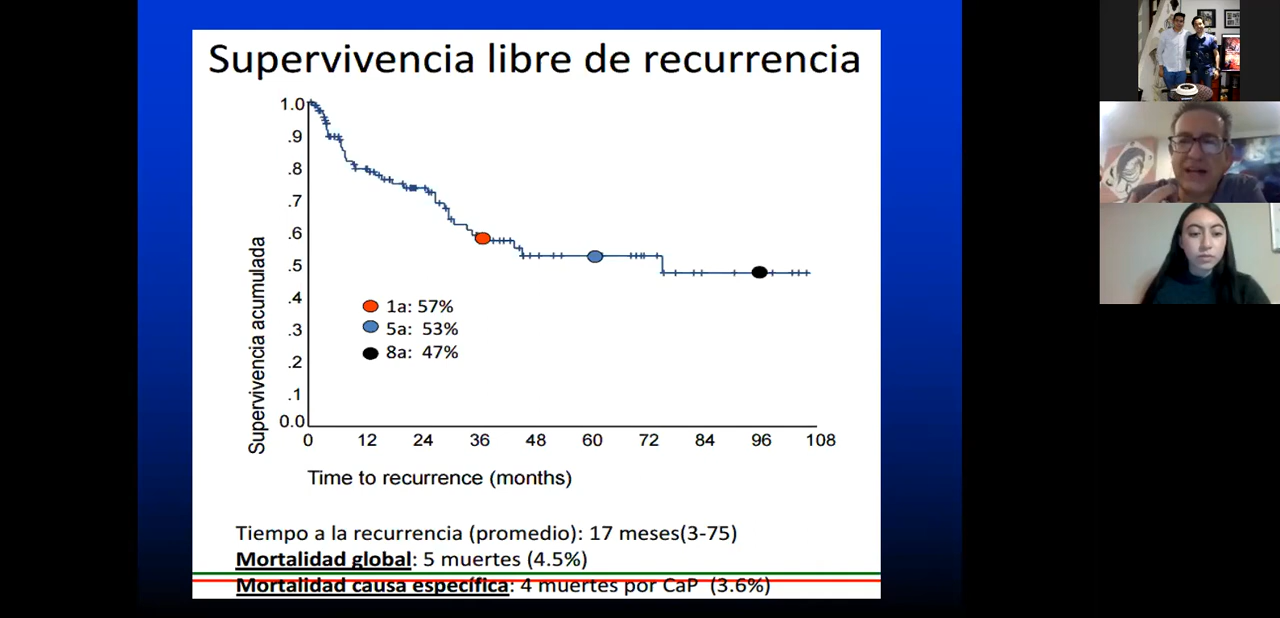 Supervivencia libre de recurrencia
Supervivencia acumulada
1.0
.9
.8
.7
.6
.5
.4
.3
.2
.1
0.0
1a: 57%
5a: 53%
8a: 47%
0 12 24 36 48 60 72 84 96 108
Time to recurrence (months)
Tiempo a la recurrencia (promedio): 17 meses(3-75)
Mortalidad global: 5 muertes (4.5%)
Mortalidad causa específica: 4 muertes por CaP (3.6%)